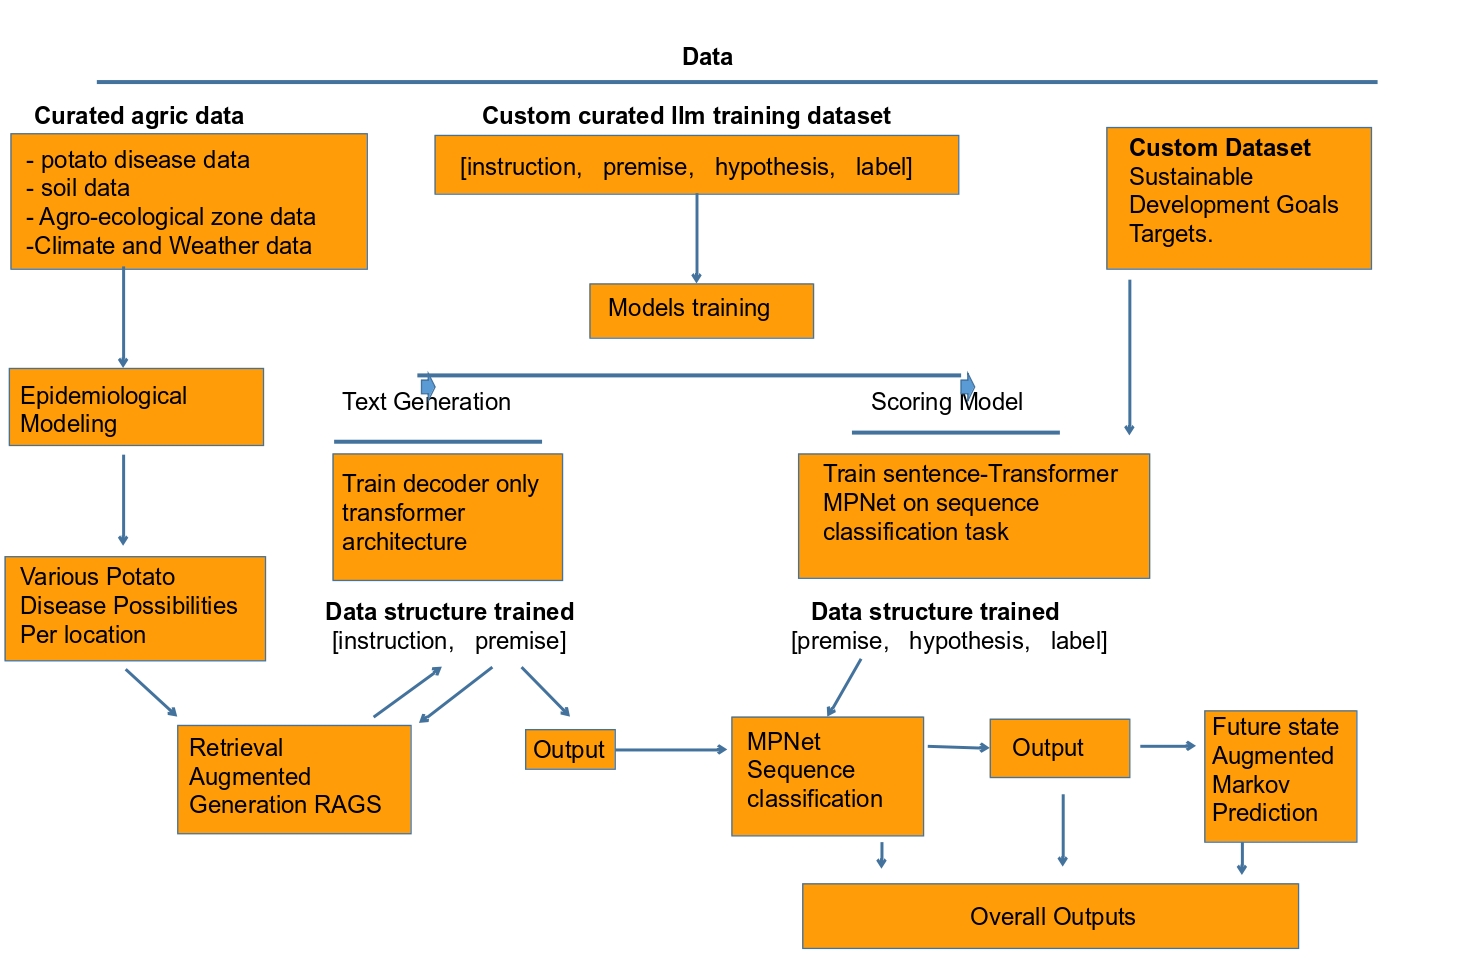 Data
Curated agric data
- potato disease data
- soil data
- Agro-ecological zone data
-Climate and Weather data
Custom curated llm training dataset
[instruction, premise, hypothesis, label]
Custom Dataset
Sustainable
Development Goals
Targets.
Models training
Epidemiological
Modeling
Text Generation
Scoring Model
Train decoder only
transformer
architecture
Train sentence-Transformer
MPNet on sequence
classification task
Various Potato
Disease Possibilities
Per location
Data structure trained
[instruction, premise]
Data structure trained
[premise, hypothesis, label]
Retrieval
Augmented
Generation RAGS
Output
MPNet
Sequence
classification
Output
Future state
Augmented
Markov
Prediction
Overall Outputs